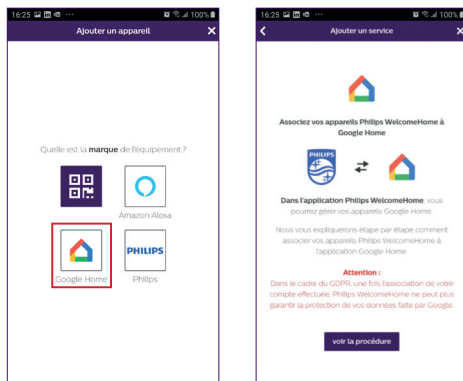 16:25
100%
Ajouter un appareil
Quelle est la marque de l'équipement ?
Amazon Alexa
PHILIPS
Google Home
Philips
16:25
100%
Ajouter un service
Associez vos appareils Philips WelcomeHome à
Google Home
PHILIPS
Dans l'application Philips WelcomeHome, vous
pourrez gérer vos appareils Google Home
Nous vous expliquerons étape par étape comment
associer vos appareils Philips WelcomeHome à
l'application Google Home.
Attention :
Dans le cadre du GDPR, une fois l'association de votre
compte effectuée, Philips WelcomeHome ne peut plus
garantir la protection de vos données faite par Google.
voir la procédure